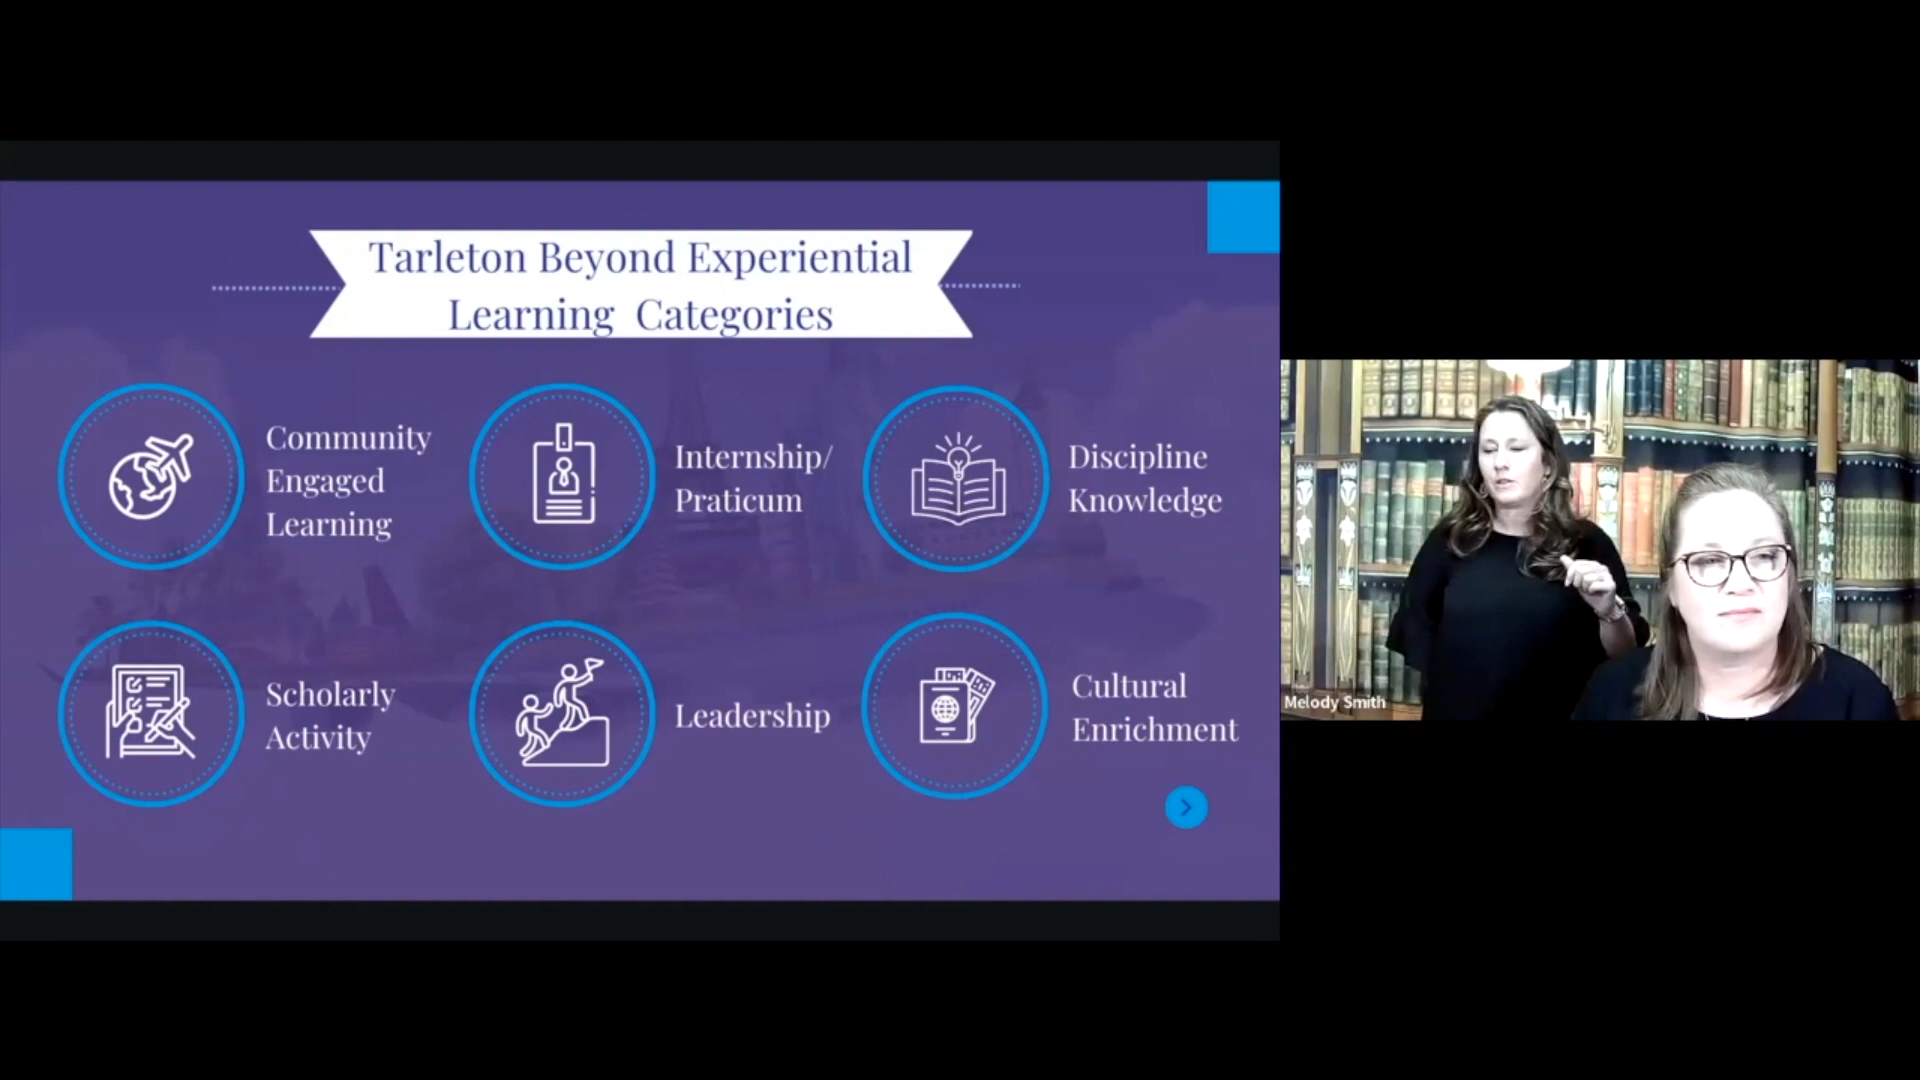 Tarleton Beyond Experiential
Learning Categories
Community
Engaged
Learning
Internship/
Praticum
Discipline
Knowledge
Scholarly
Activity
Leadership
Cultural
Enrichment
Melody Smith